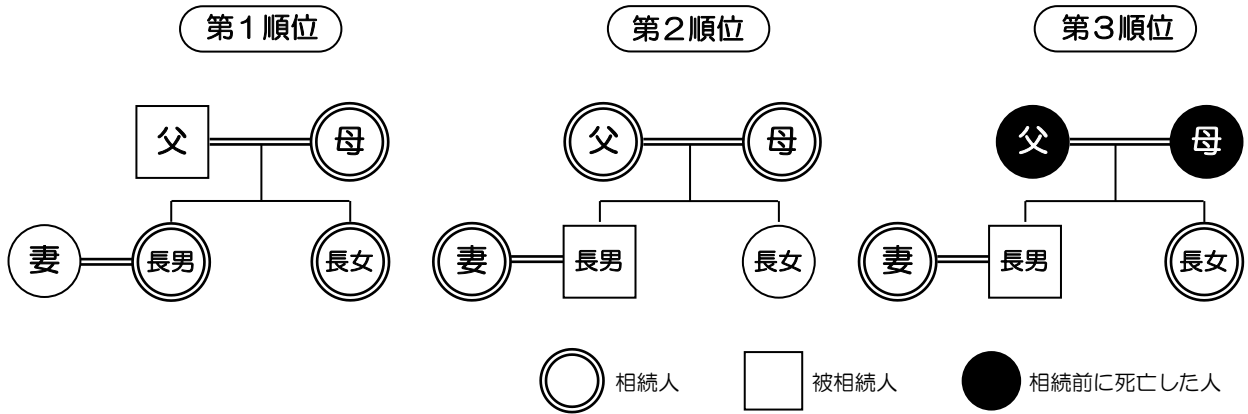 第1順位
第2順位
第3順位
父
母
父
母
父
母
妻
長男
長女
妻
長男
長女
妻
長男
長女
相続人
被相続人
相続前に死亡した人